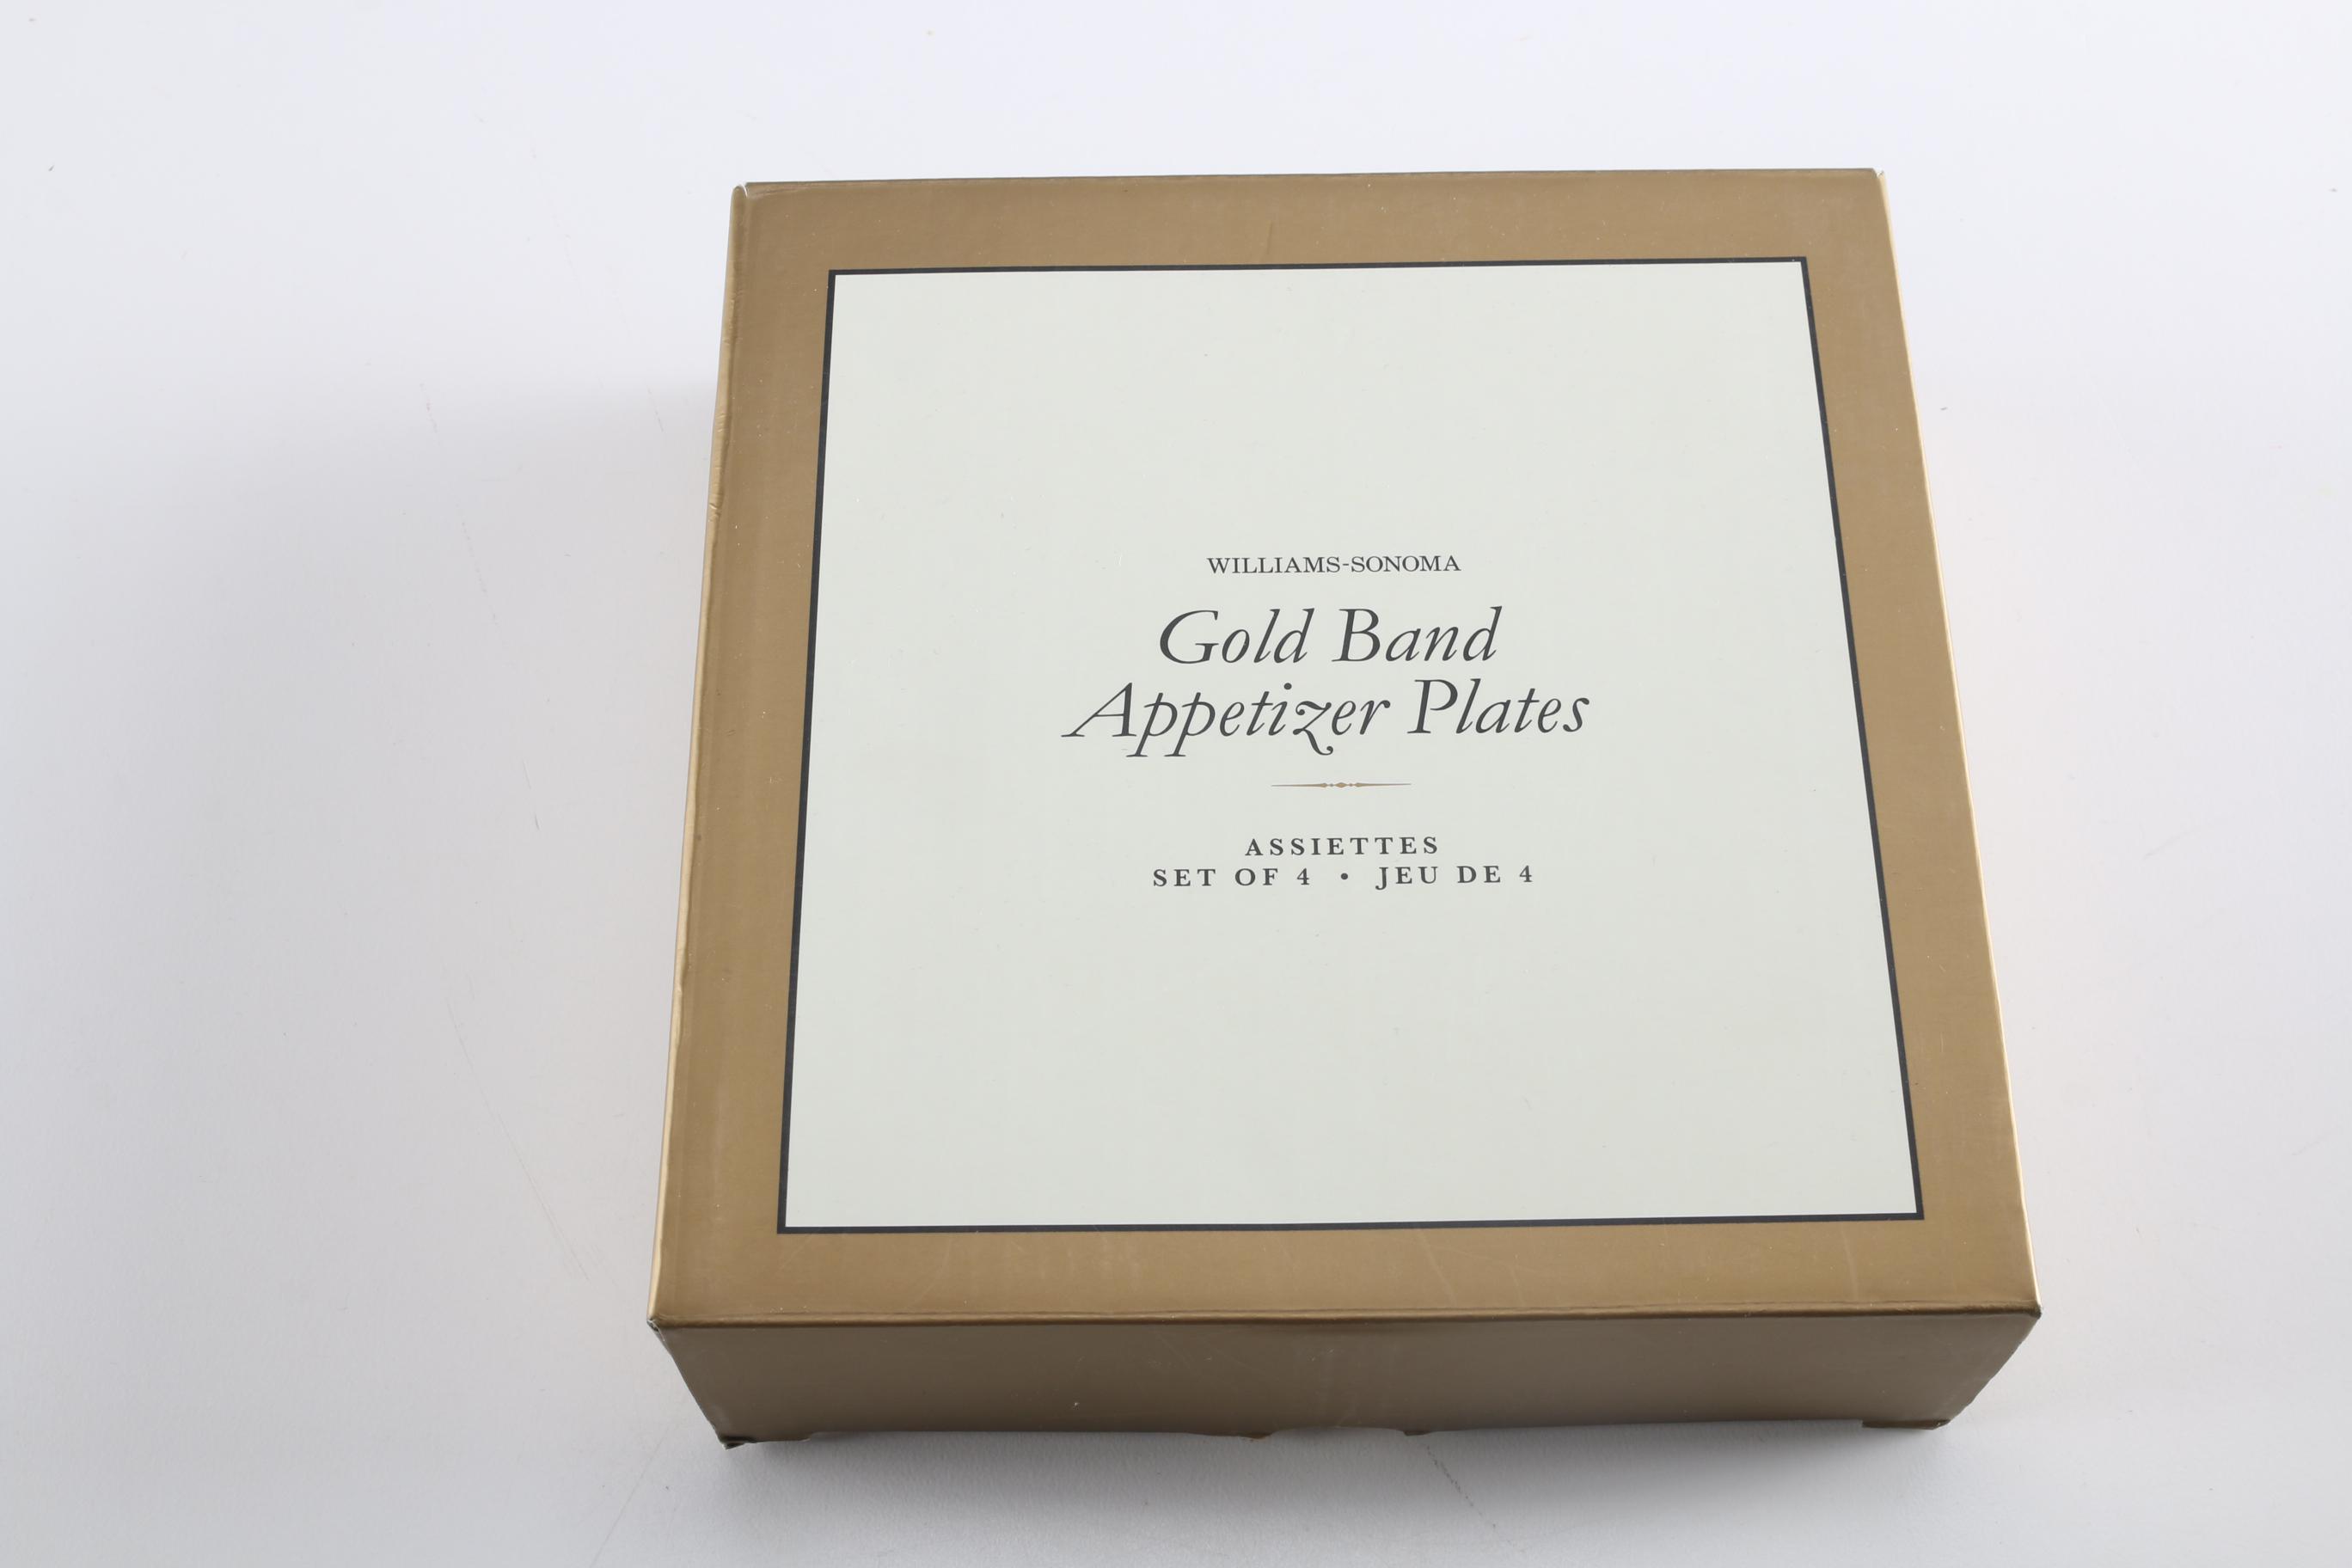 WILLIAMS-SONOMA
Gold Band
Appetizer Plates
ASSIETTES
SET OF 4 • JEU DE 4